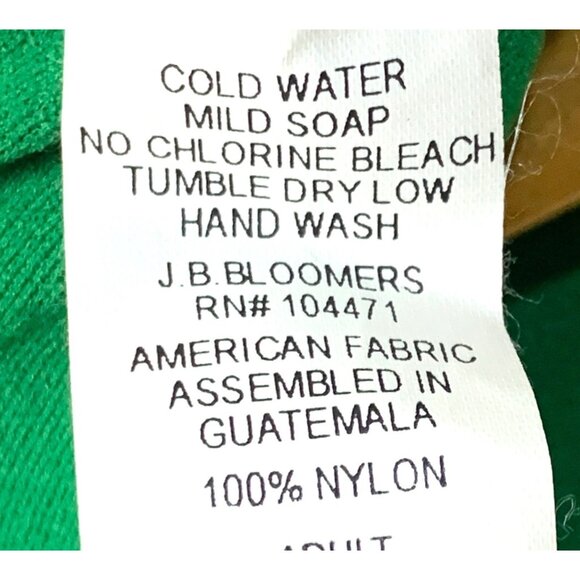 COLD WATER
MILD SOAP
NO CHLORINE BLEACH
TUMBLE DRY LOW
HAND WASH
J.B.BLOOMERS
RN# 104471
AMERICAN FABRIC
ASSEMBLED IN
GUATEMALA
100% NYLON
ADULT